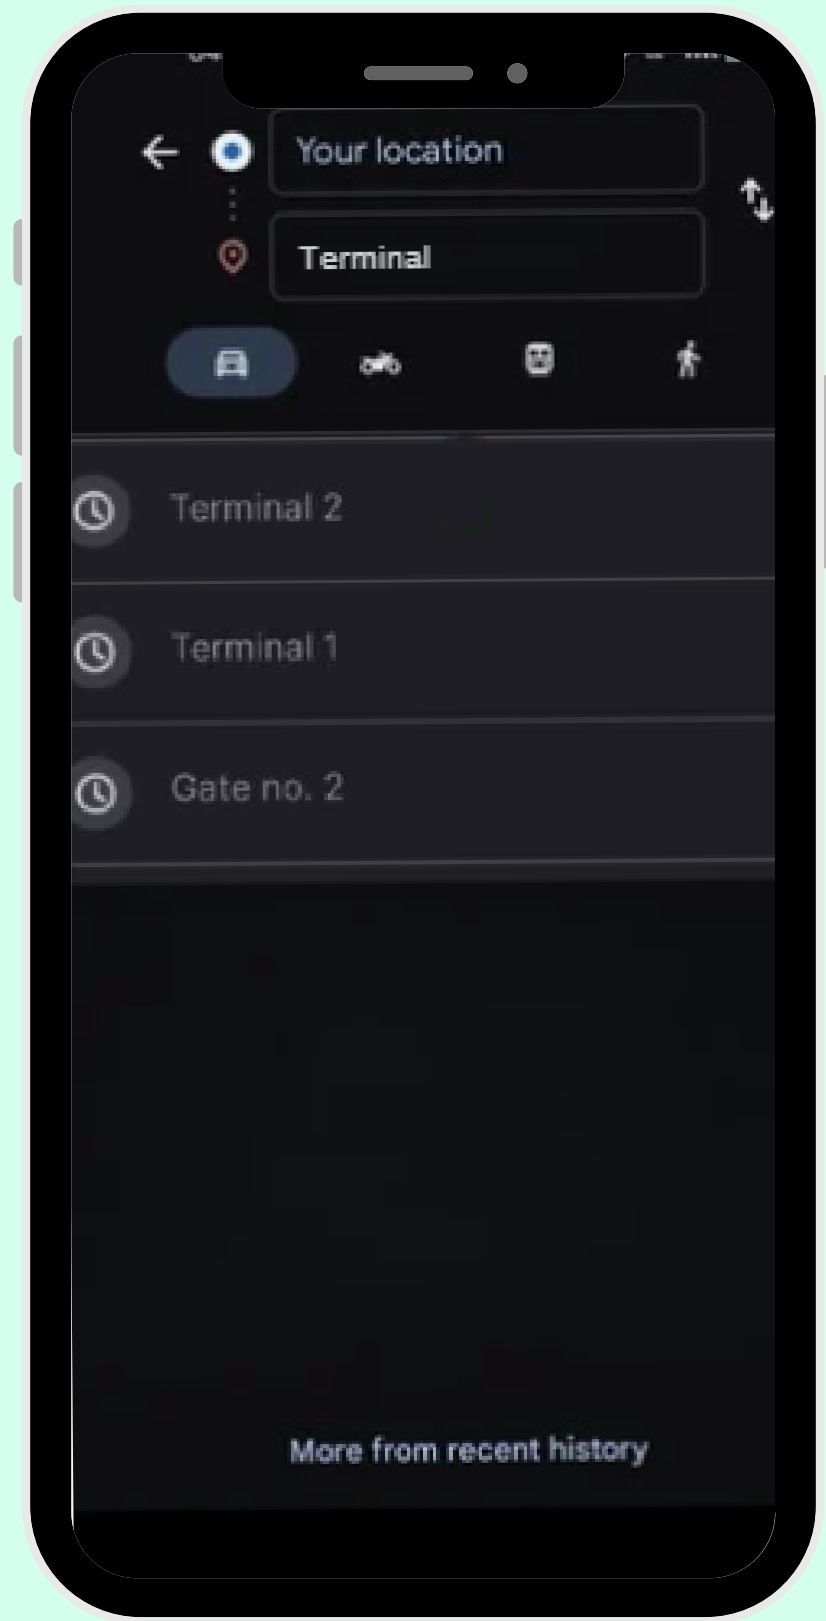 Your location
Terminal
Terminal 2
Terminal 1
Gate no. 2
More from recent history